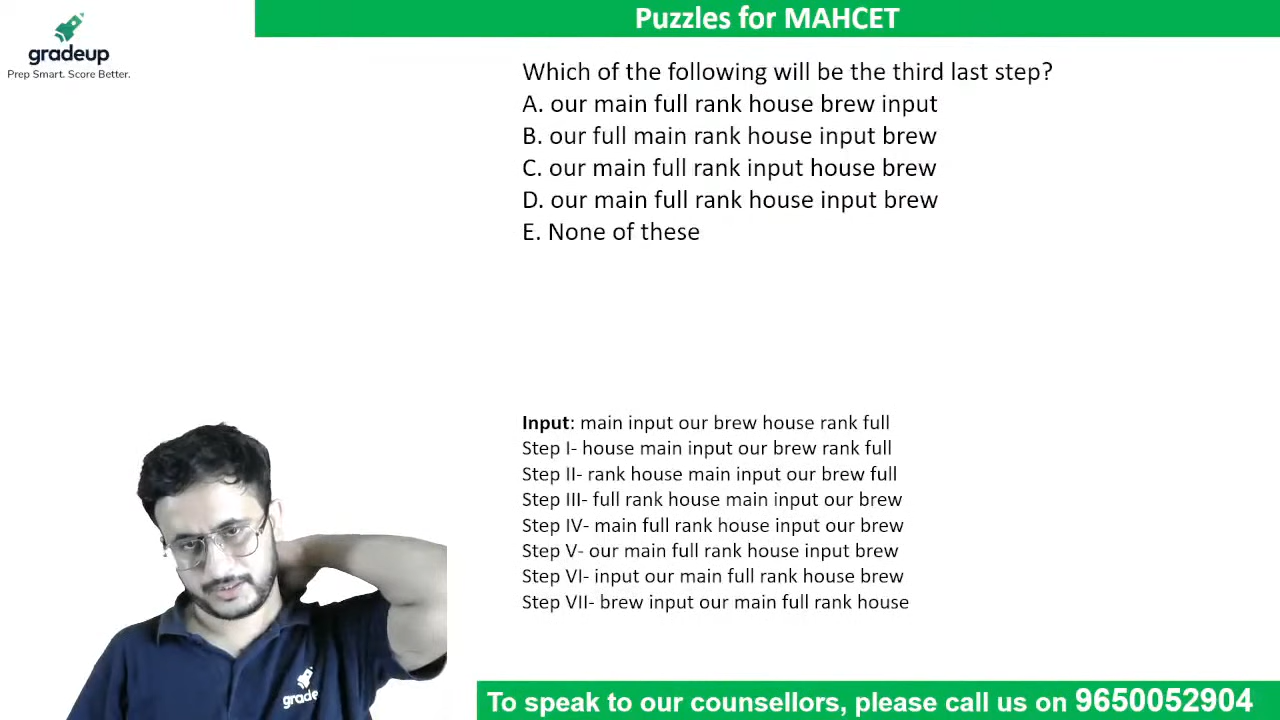 Puzzles for MAHCET
gradeup
Prep Smart. Score Better.
Which of the following will be the third last step?
A. our main full rank house brew input
B. our full main rank house input brew
C. our main full rank input house brew
D. our main full rank house input brew
E. None of these
Input: main input our brew house rank full
Step I- house main input our brew rank full
Step II- rank house main input our brew full
Step III- full rank house main input our brew
Step IV- main full rank house input our brew
Step V- our main full rank house input brew
Step VI- input our main full rank house brew
Step VII- brew input our main full rank house
grade
To speak to our counsellors, please call us on 9650052904